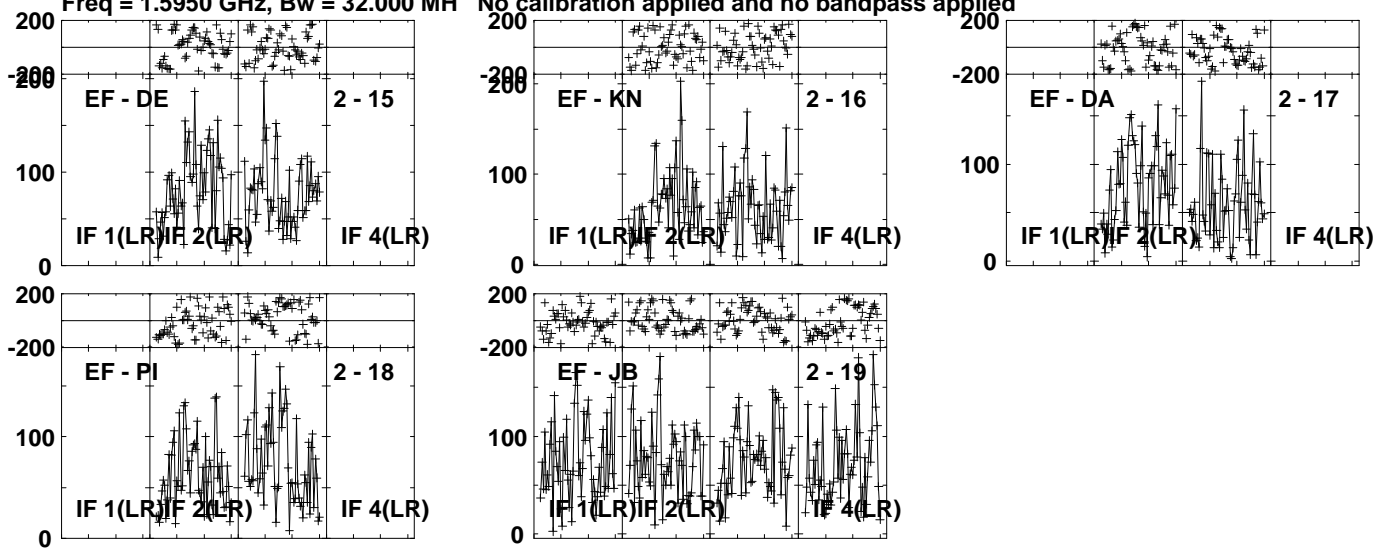 Freq = 1.5950 GHz, Bw = 32.000 MH No calibration applied and no bandpass applied
200 200 200
-200 -200 -200
200 200
EF - DE 2 - 15 EF - KN 2 - 16 EF - DA 2 - 17
100 100 100
IF 1(LR) IF 2(LR) IF 4(LR) IF 1(LR) IF 2(LR) IF 4(LR) IF 1(LR) IF 2(LR) IF 4(LR)
0 0 0
200 200
-200 -200
EF - PI 2 - 18 EF - JB 2 - 19
100 100
IF 1(LR) IF 2(LR) IF 4(LR) IF 1(LR) IF 2(LR) IF 4(LR)
0 0